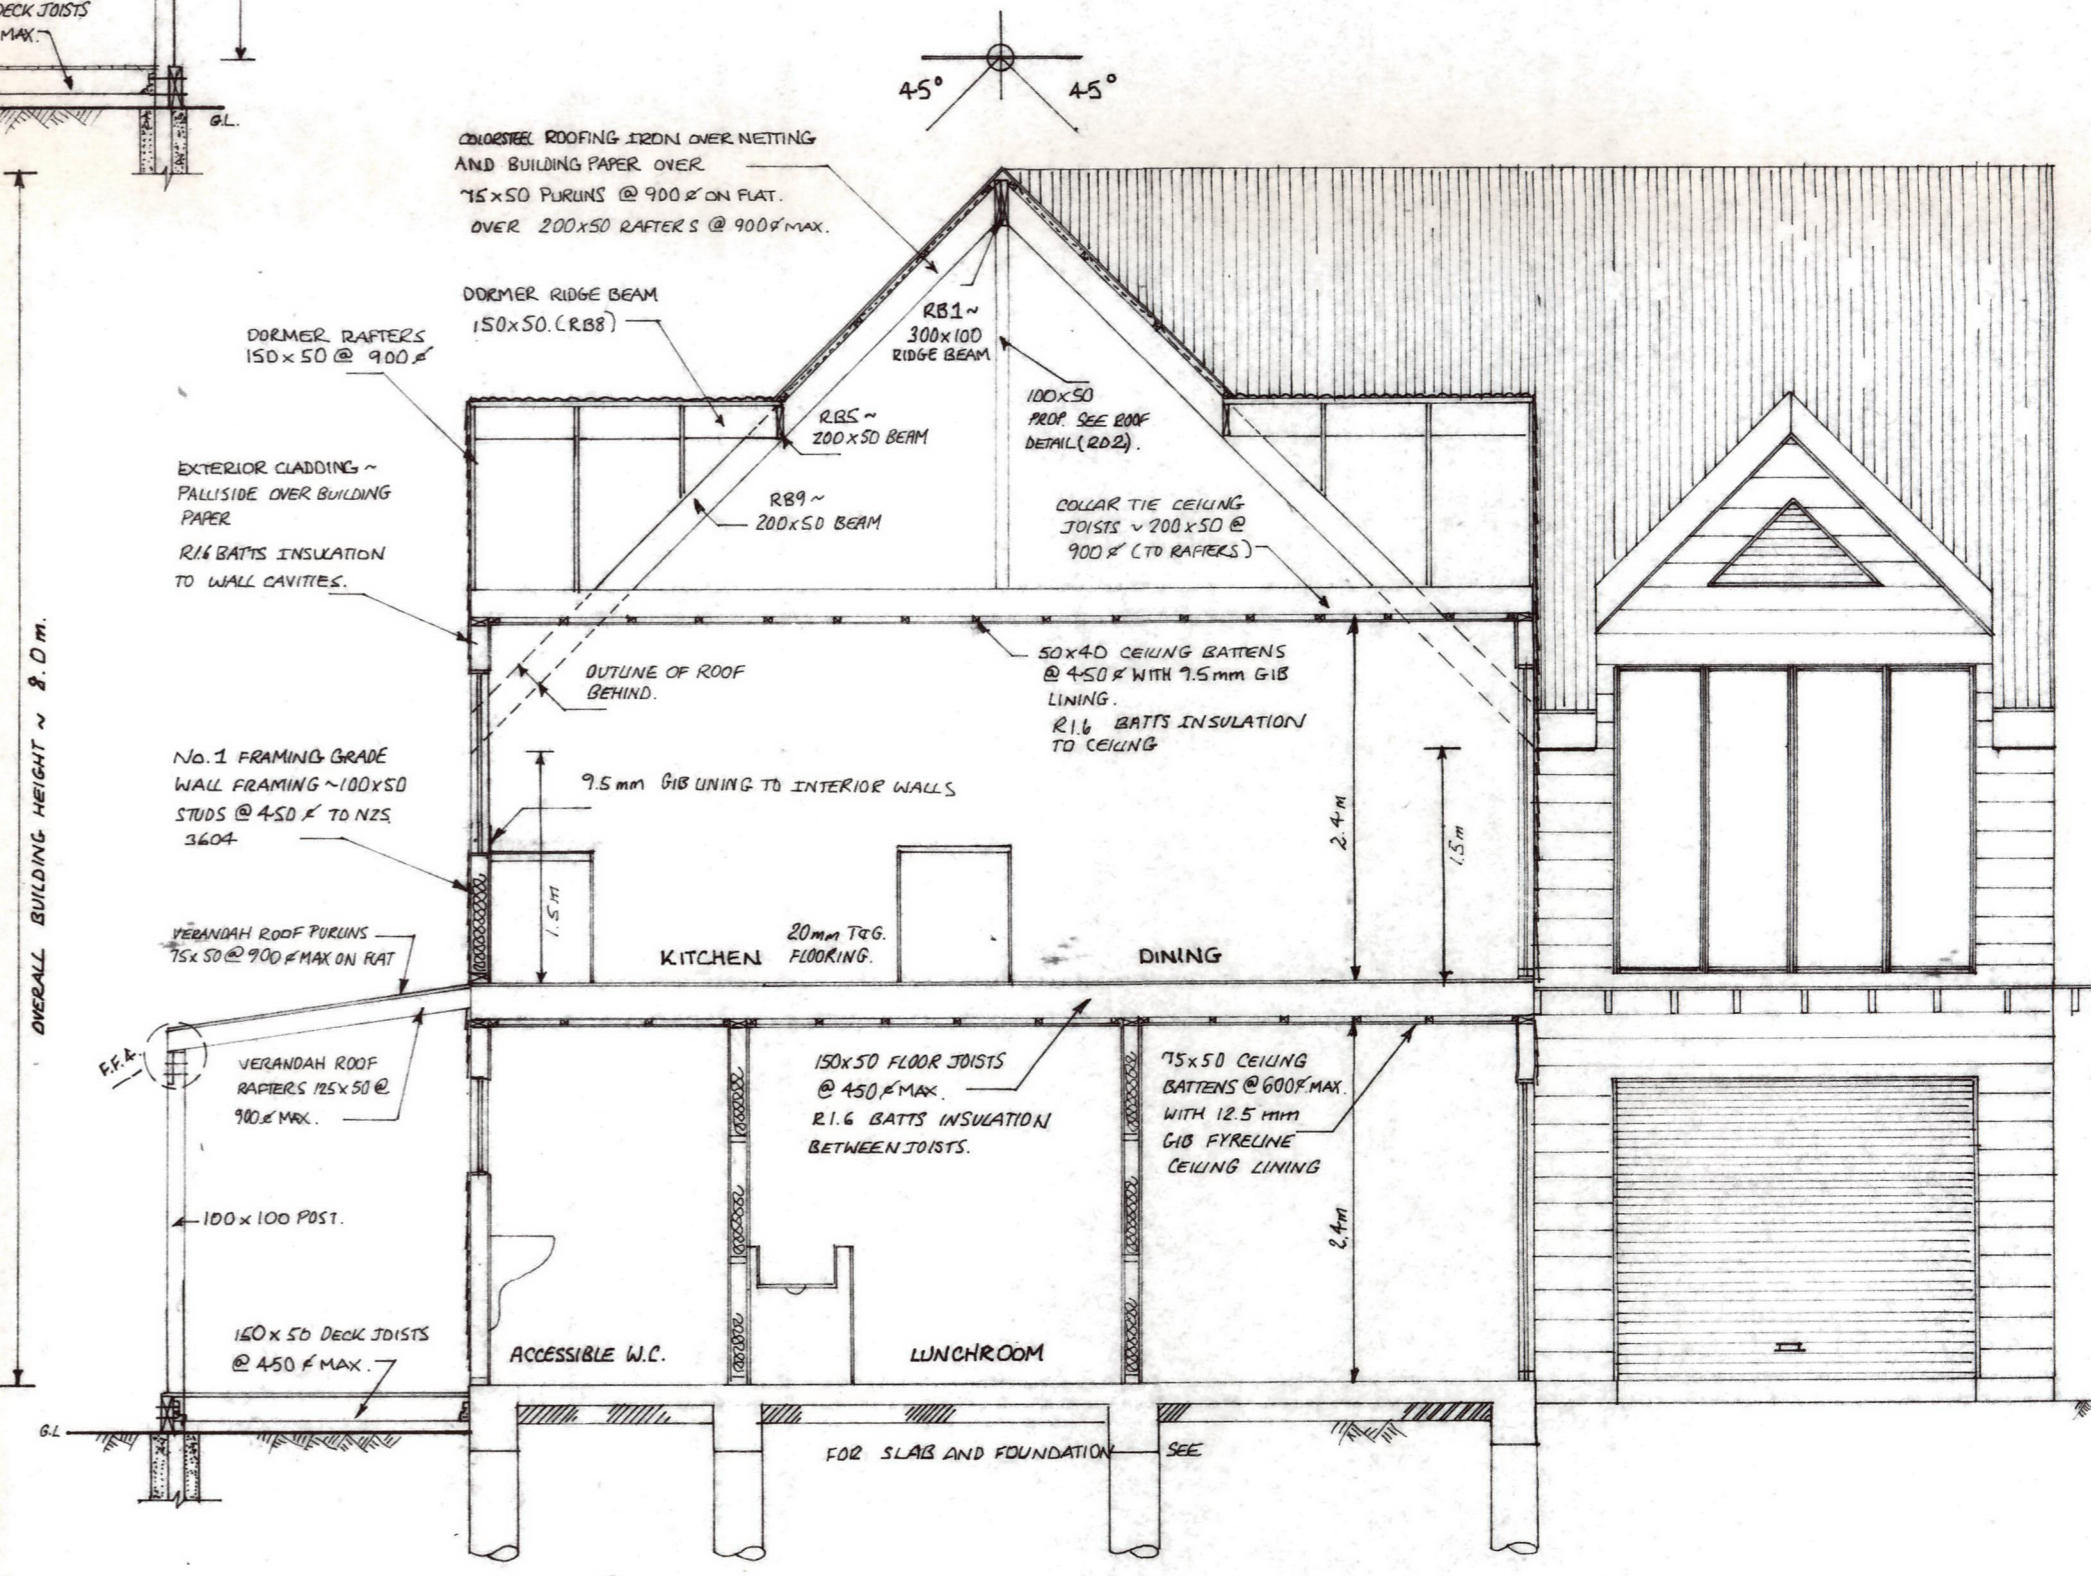 DECK JOISTS
MAX.
G.L.
45° 45°
COLORSTEEL ROOFING IRON OVER NETTING
AND BUILDING PAPER OVER
75x50 PURLINS @ 900 ¢ ON FLAT.
OVER 200x50 RAFTERS @ 900¢ MAX.
DORMER RIDGE BEAM
150x50.(RB8)
DORMER RAFTERS
150x50 @ 900 ¢
RB1~
300x100
RIDGE BEAM
100x50
PROP. SEE ROOF
DETAIL (RD2).
RB5~
200x50 BEAM
RB9~
200x50 BEAM
EXTERIOR CLADDING ~
PALLISIDE OVER BUILDING
PAPER
R1.6 BATTS INSULATION
TO WALL CAVITIES.
COLLAR TIE CEILING
JOISTS ~ 200x50 @
900 ¢ (TO RAFTERS)
OUTLINE OF ROOF
BEHIND.
50x40 CEILING BATTENS
@ 450 ¢ WITH 9.5mm GIB
LINING.
R1.6 BATTS INSULATION
TO CEILING
OVERALL BUILDING HEIGHT ~ 8.0m.
No.1 FRAMING GRADE
WALL FRAMING ~100x50
STUDS @ 450 ¢ TO NZS
3604
9.5mm GIB LINING TO INTERIOR WALLS
1.5m
2.4m
1.5m
VERANDAH ROOF PURLINS
75x50 @ 900 ¢ MAX ON FLAT
KITCHEN
20mm T&G.
FLOORING.
DINING
F.F.4.
VERANDAH ROOF
RAFTERS 125x50 @
900 ¢ MAX.
150x50 FLOOR JOISTS
@ 450 ¢ MAX.
R1.6 BATTS INSULATION
BETWEEN JOISTS.
75x50 CEILING
BATTENS @ 600¢ MAX.
WITH 12.5 mm
GIB FYRELINE
CEILING LINING
2.4m
100x100 POST.
150x50 DECK JOISTS
@ 450 ¢ MAX.
ACCESSIBLE W.C.
LUNCHROOM
G.L
FOR SLAB AND FOUNDATION SEE